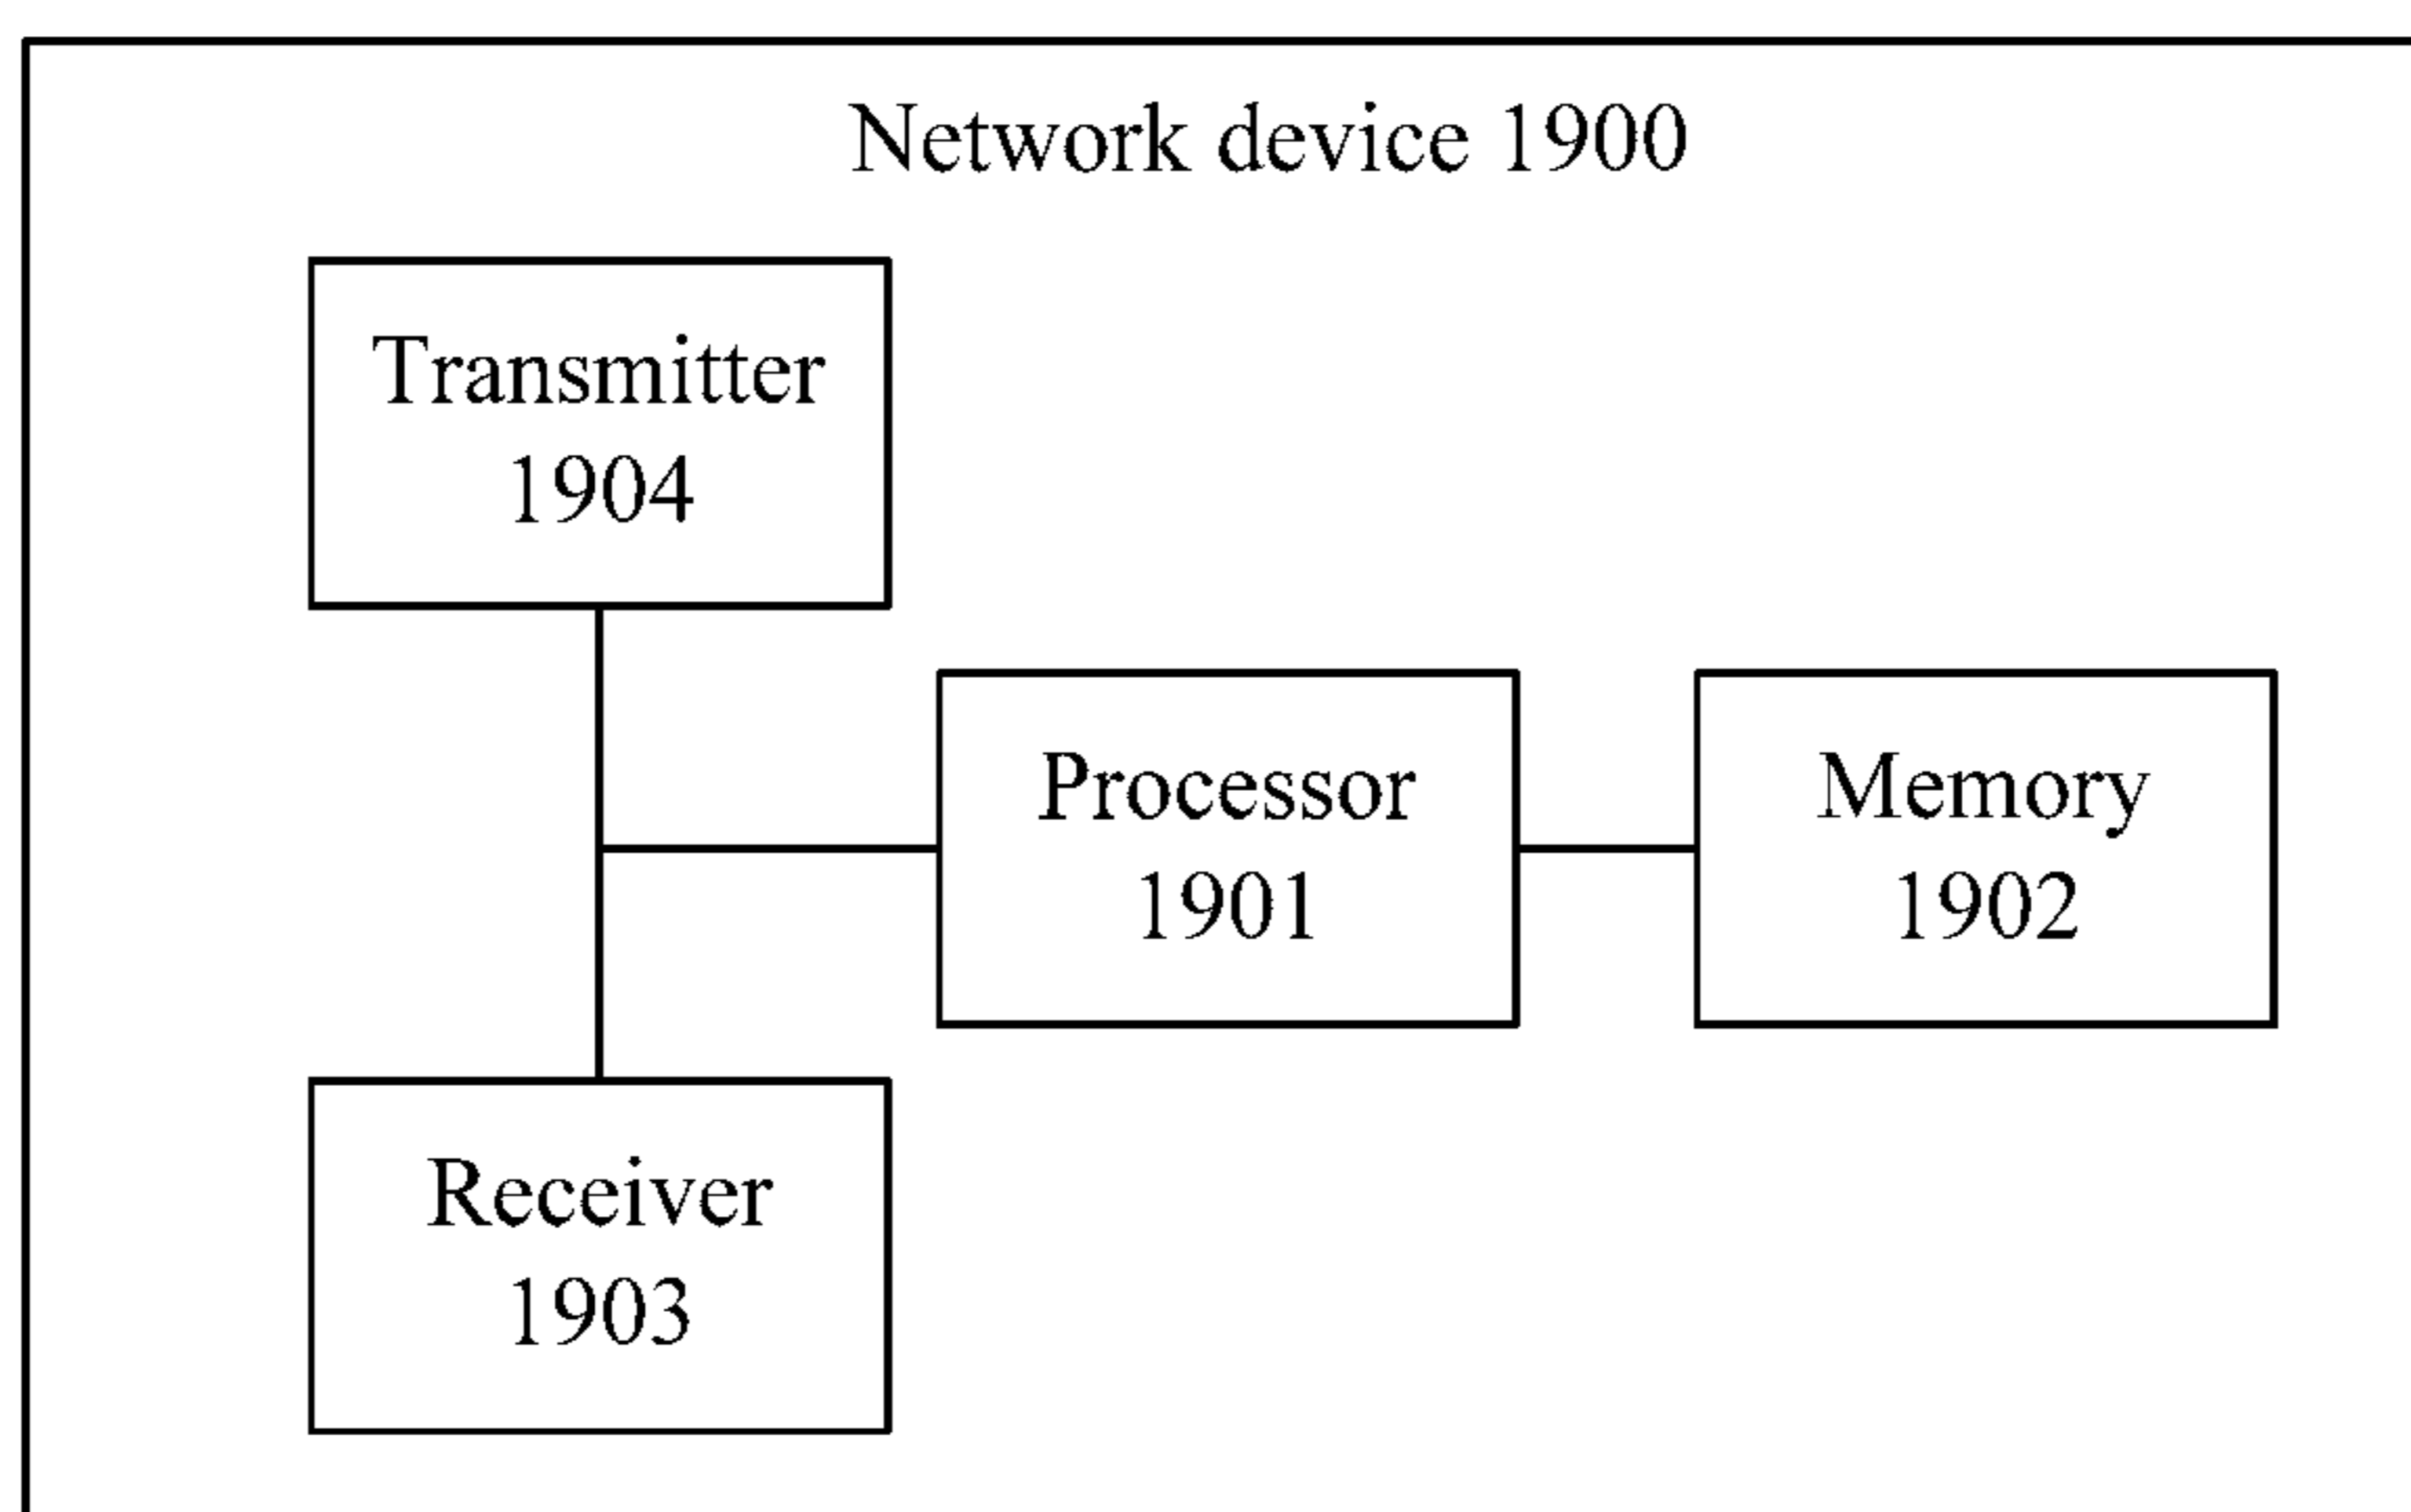 Network device 1900
Transmitter
1904
Processor
1901
Memory
1902
Receiver
1903